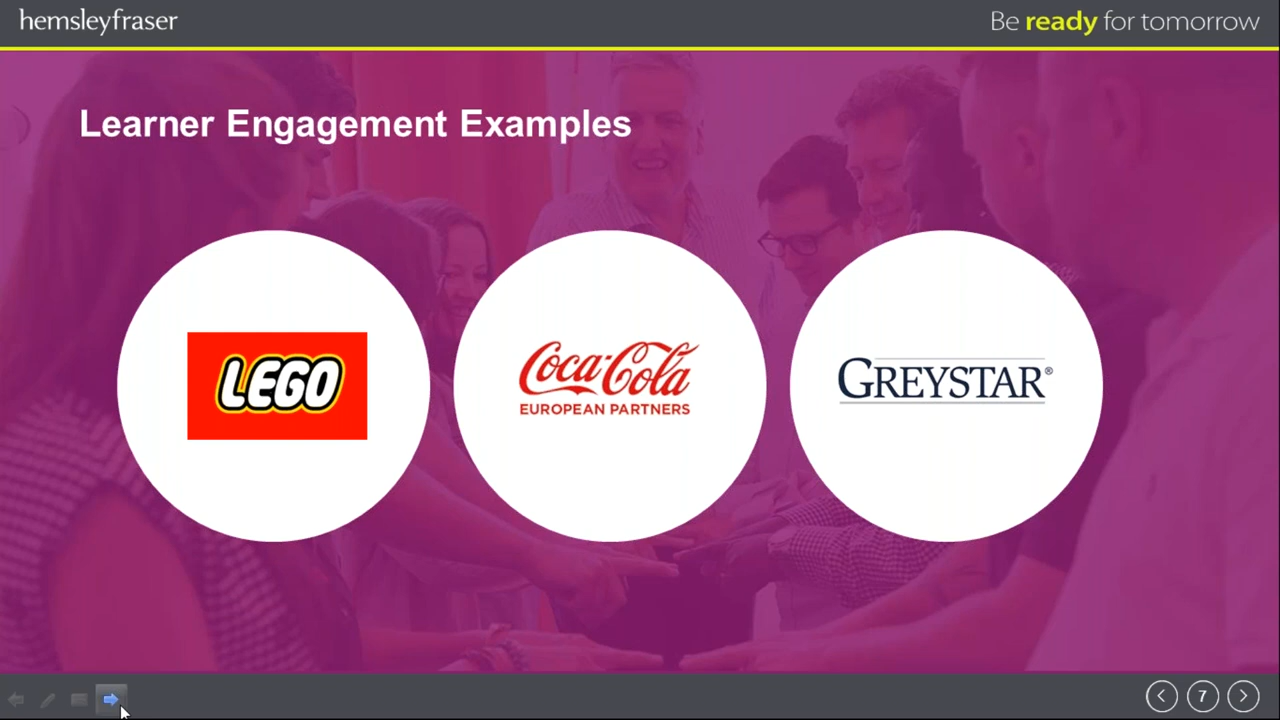 hemsleyfraser
Be ready for tomorrow
Learner Engagement Examples
LEGO
Coca-Cola
EUROPEAN PARTNERS
GREYSTAR®
7